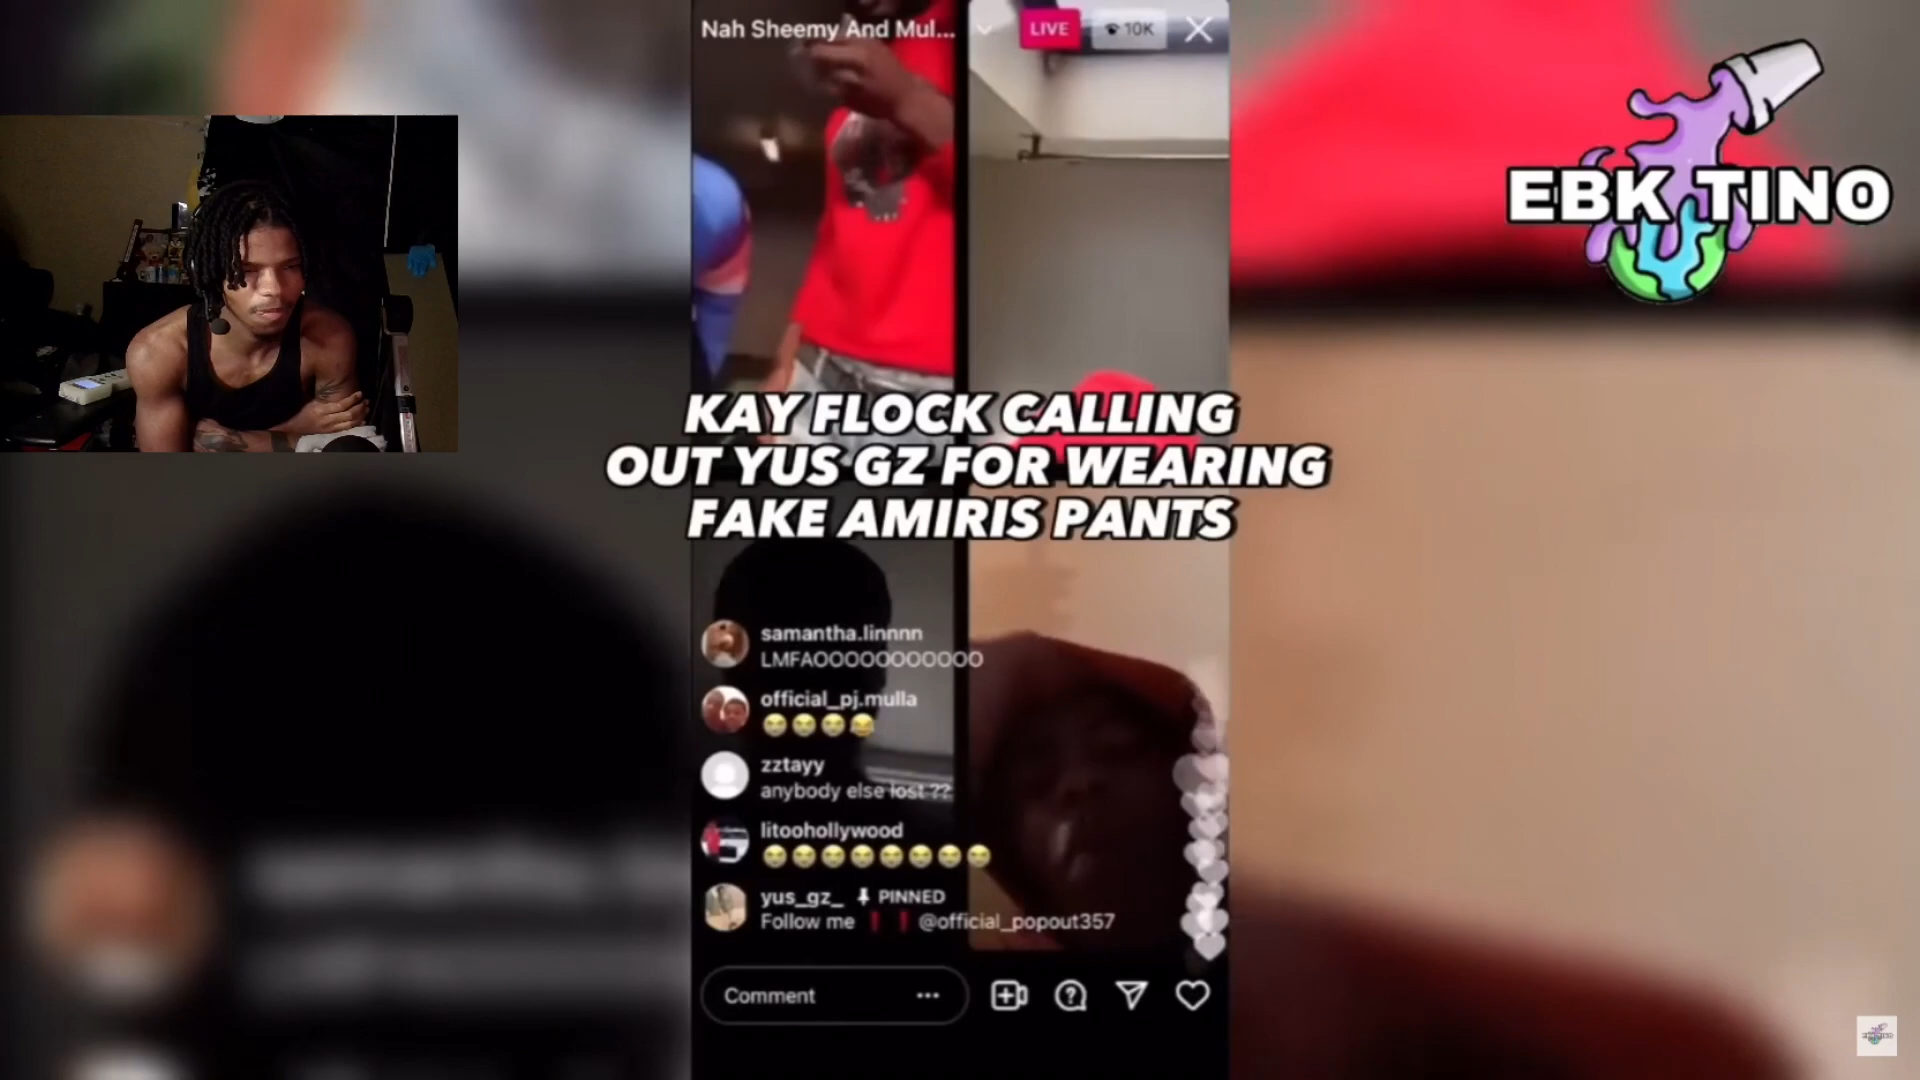 Nah Sheemy And Mul...
LIVE
10K
EBK TINO
KAY FLOCK CALLING
OUT YUS GZ FOR WEARING
FAKE AMIRIS PANTS
samantha.linnnn
LMFAOOOOOOOOOOO
official_pj.mulla
😂😂😂😂
zztayy
anybody else lost ??
litoohollywood
😂😂😂😂😂😂😂😂
yus_gz_ PINNED
Follow me ❗❗@official_popout357
Comment ...